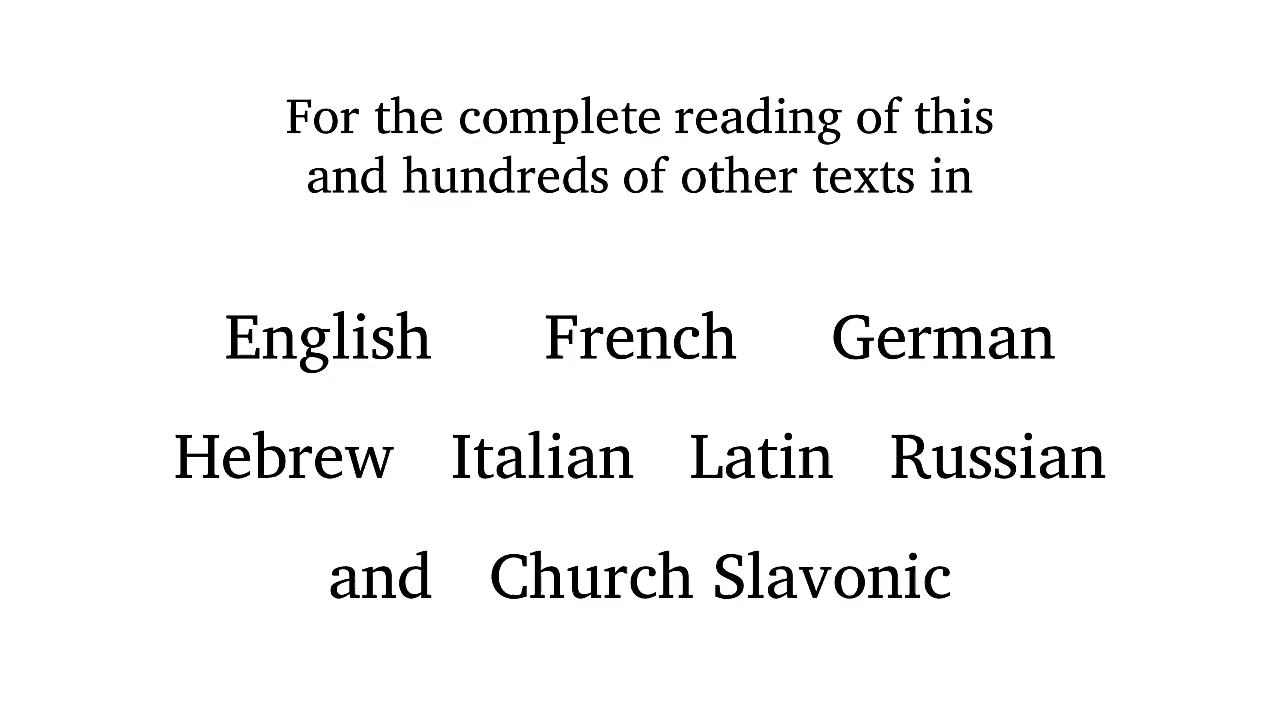 For the complete reading of this
and hundreds of other texts in
English French German
Hebrew Italian Latin Russian
and Church Slavonic